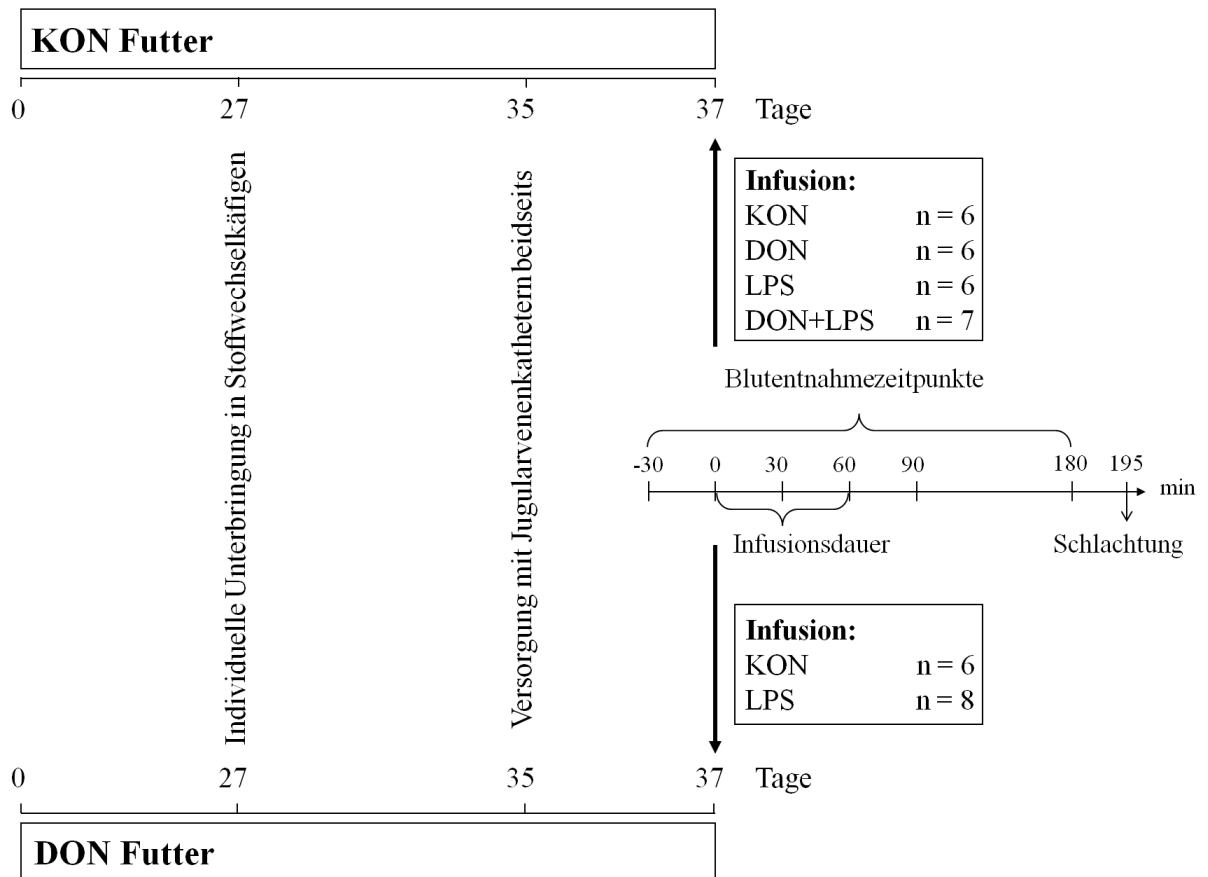 KON Futter
0 27 35 37 Tage
Individuelle Unterbringung in Stoffwechselkäfigen
Versorgung mit Jugularvenenkathetern beidseits
Infusion:
KON n = 6
DON n = 6
LPS n = 6
DON+LPS n = 7
Blutentnahmezeitpunkte
-30 0 30 60 90 180 195 min
Infusionsdauer Schlachtung
Infusion:
KON n = 6
LPS n = 8
0 27 35 37 Tage
DON Futter